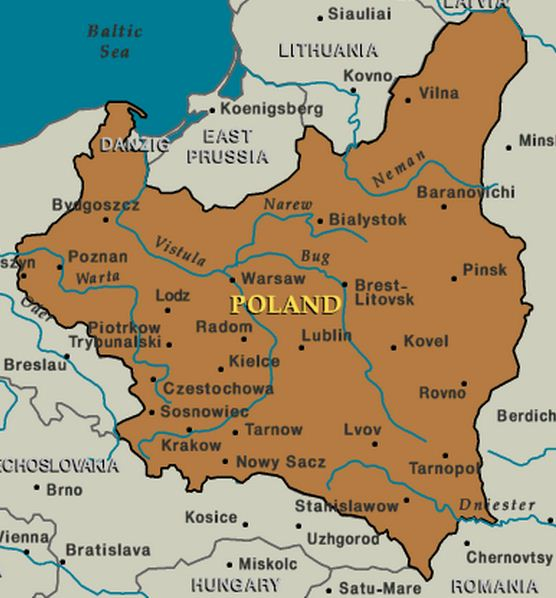 LATVIA
Siauliai
Baltic
Sea
LITHUANIA
Kovno
Vilna
Koenigsberg
DANZIG
EAST
PRUSSIA
Minsk
Neman
Baranovichi
Bydgoszcz
Narew
Bialystok
Vistula
Bug
Poznan
szyn
Warta
Warsaw
Pinsk
Brest-
Litovsk
Oder
Lodz
POLAND
Piotrkow
Trybunalski
Radom
Lublin
Kovel
Breslau
Kielce
Czestochowa
Rovno
Sosnowiec
Berdich
Krakow
Tarnow
Lvov
Nowy Sacz
Tarnopol
ECHOSLOVAKIA
Brno
Stanislawow
Dniester
Kosice
Uzhgorod
Vienna
Bratislava
Chernovtsy
Miskolc
HUNGARY
Satu-Mare
ROMANIA